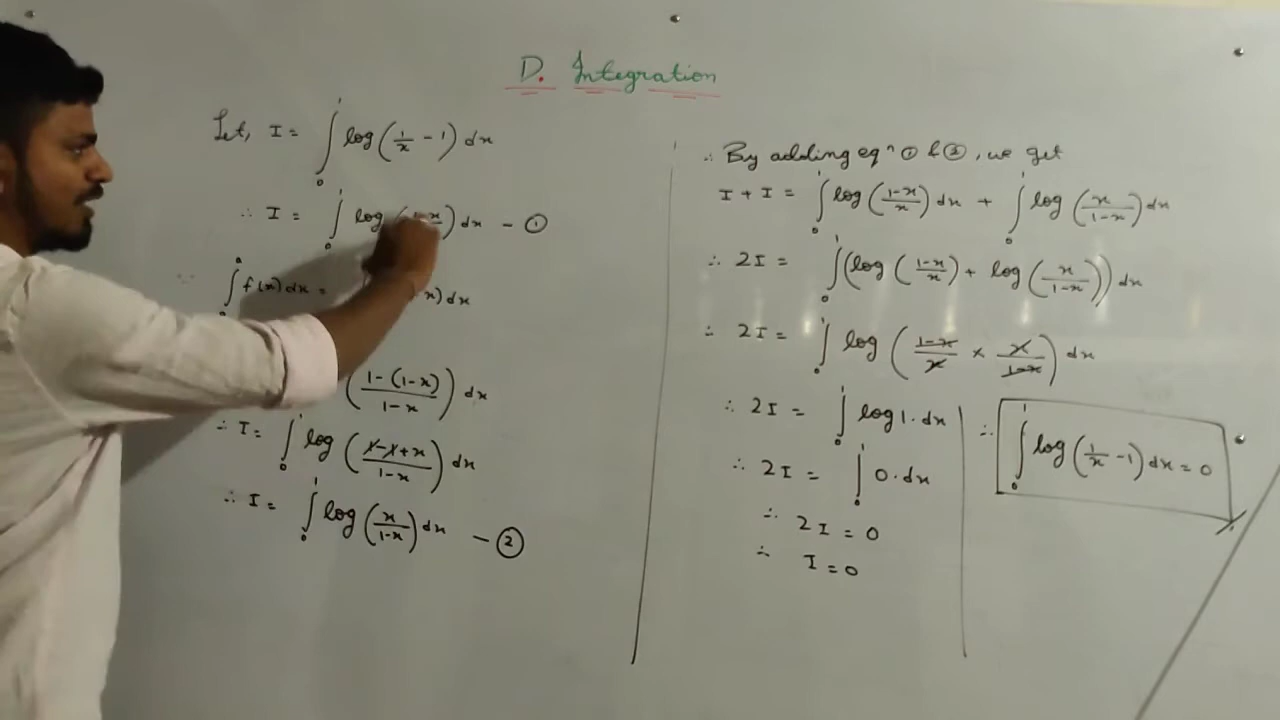 D. Integration
Let, I = ∫₀¹ log(1/x - 1) dx
∴ I = ∫₀¹ log( ) dx - ①
∵ ∫₀ᵃ f(x) dx = x) dx
(1-(1-x)/1-x) dx
∴ I = ∫₀¹ log(1-1+x/1-x) dx
∴ I = ∫₀¹ log(x/1-x) dx - ②
∴ By adding eqⁿ ① & ②, we get
I + I = ∫₀¹ log(1-x/x) dx + ∫₀¹ log(x/1-x) dx
∴ 2I = ∫₀¹ (log(1-x/x) + log(x/1-x)) dx
∴ 2I = ∫₀¹ log(1-x/x × x/1-x) dx
∴ 2I = ∫₀¹ log 1. dx
∴ 2I = ∫₀¹ 0. dx
∴ 2I = 0
∴ I = 0
∴ ∫₀¹ log(1/x - 1) dx = 0